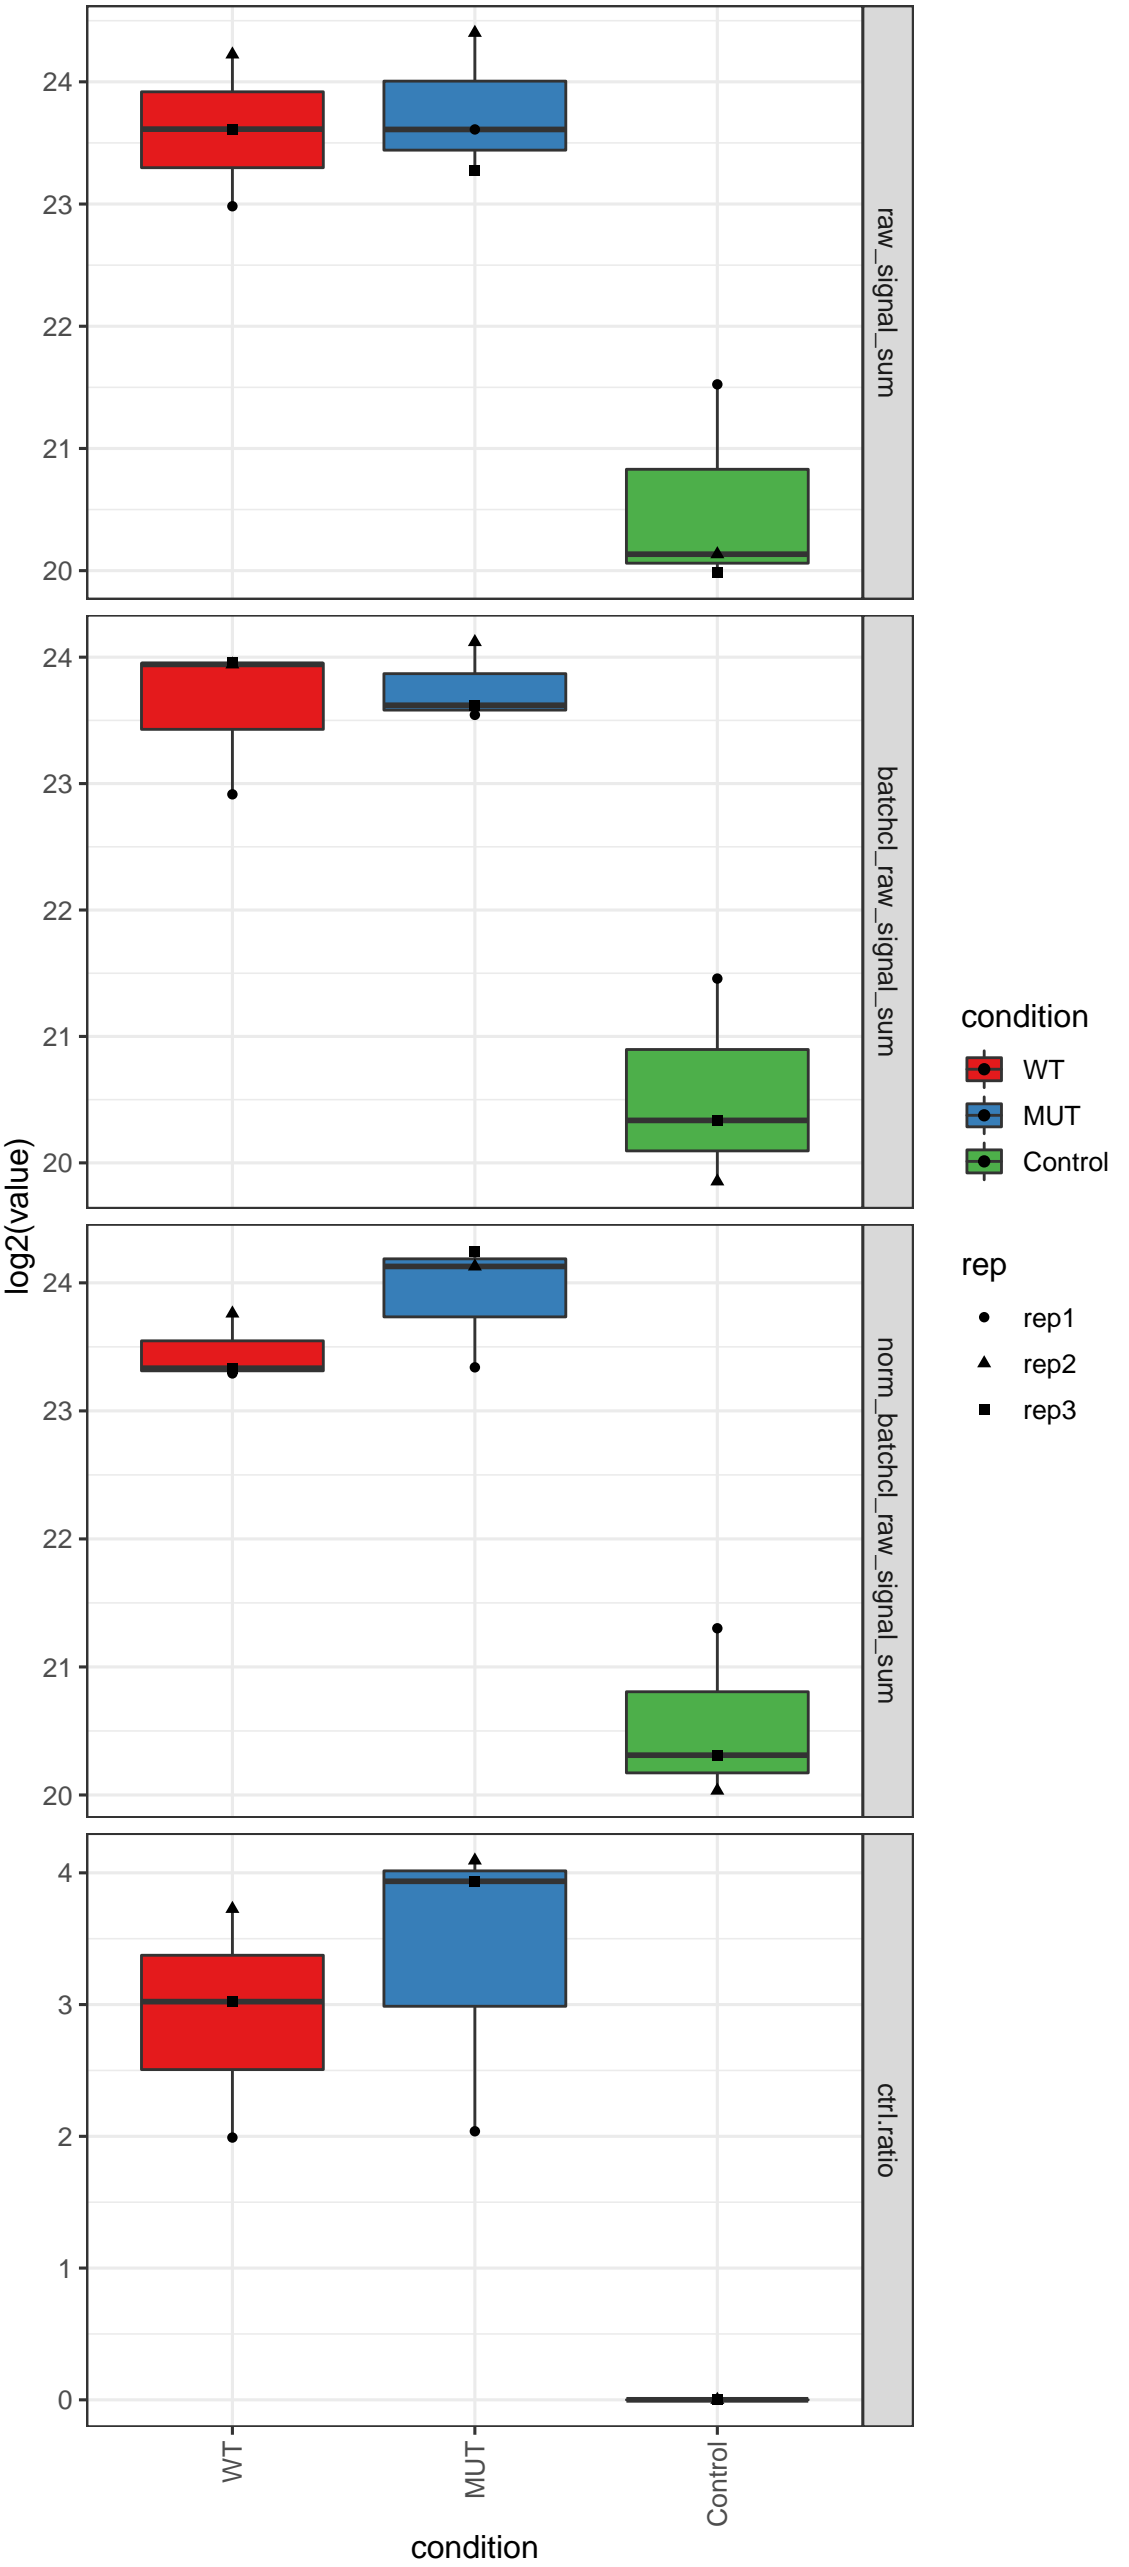 24
23
22
21
20
raw_signal_sum
24
23
22
21
20
batchcl_raw_signal_sum
24
23
22
21
20
norm_batchcl_raw_signal_sum
4
3
2
1
0
ctrl.ratio
log2(value)
WT
MUT
Control
condition
condition
WT
MUT
Control
rep
rep1
rep2
rep3